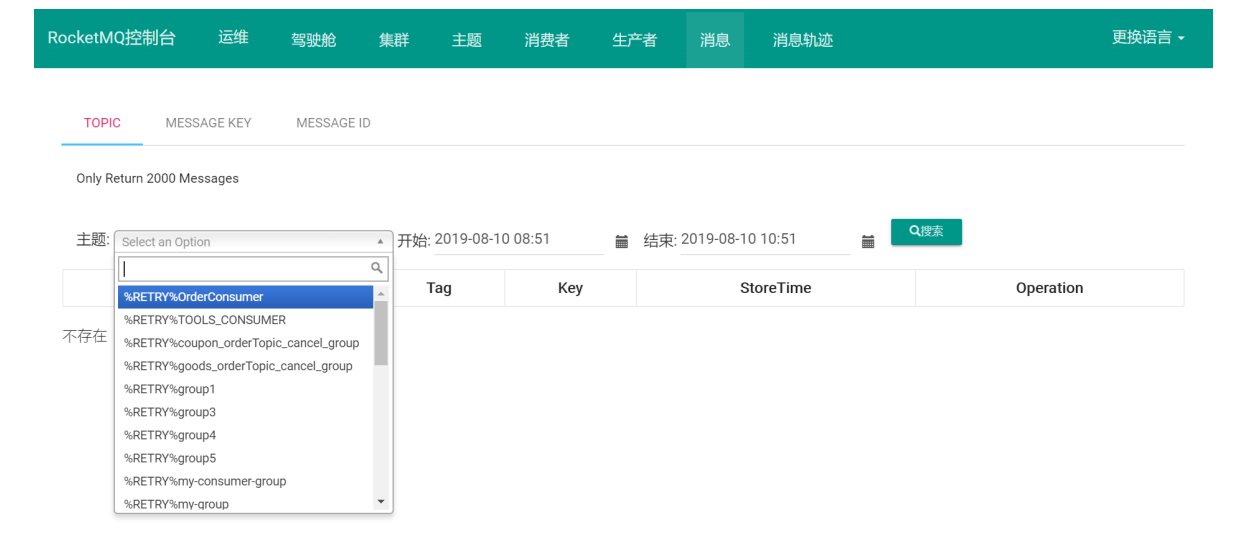 RocketMQ控制台 运维 驾驶舱 集群 主题 消费者 生产者 消息 消息轨迹 更换语言
TOPIC MESSAGE KEY MESSAGE ID
Only Return 2000 Messages
主题: Select an Option 开始: 2019-08-10 08:51 结束: 2019-08-10 10:51 搜索
Tag Key StoreTime Operation
不存在
%RETRY%OrderConsumer
%RETRY%TOOLS_CONSUMER
%RETRY%coupon_orderTopic_cancel_group
%RETRY%goods_orderTopic_cancel_group
%RETRY%group1
%RETRY%group3
%RETRY%group4
%RETRY%group5
%RETRY%my-consumer-group
%RETRY%my-group